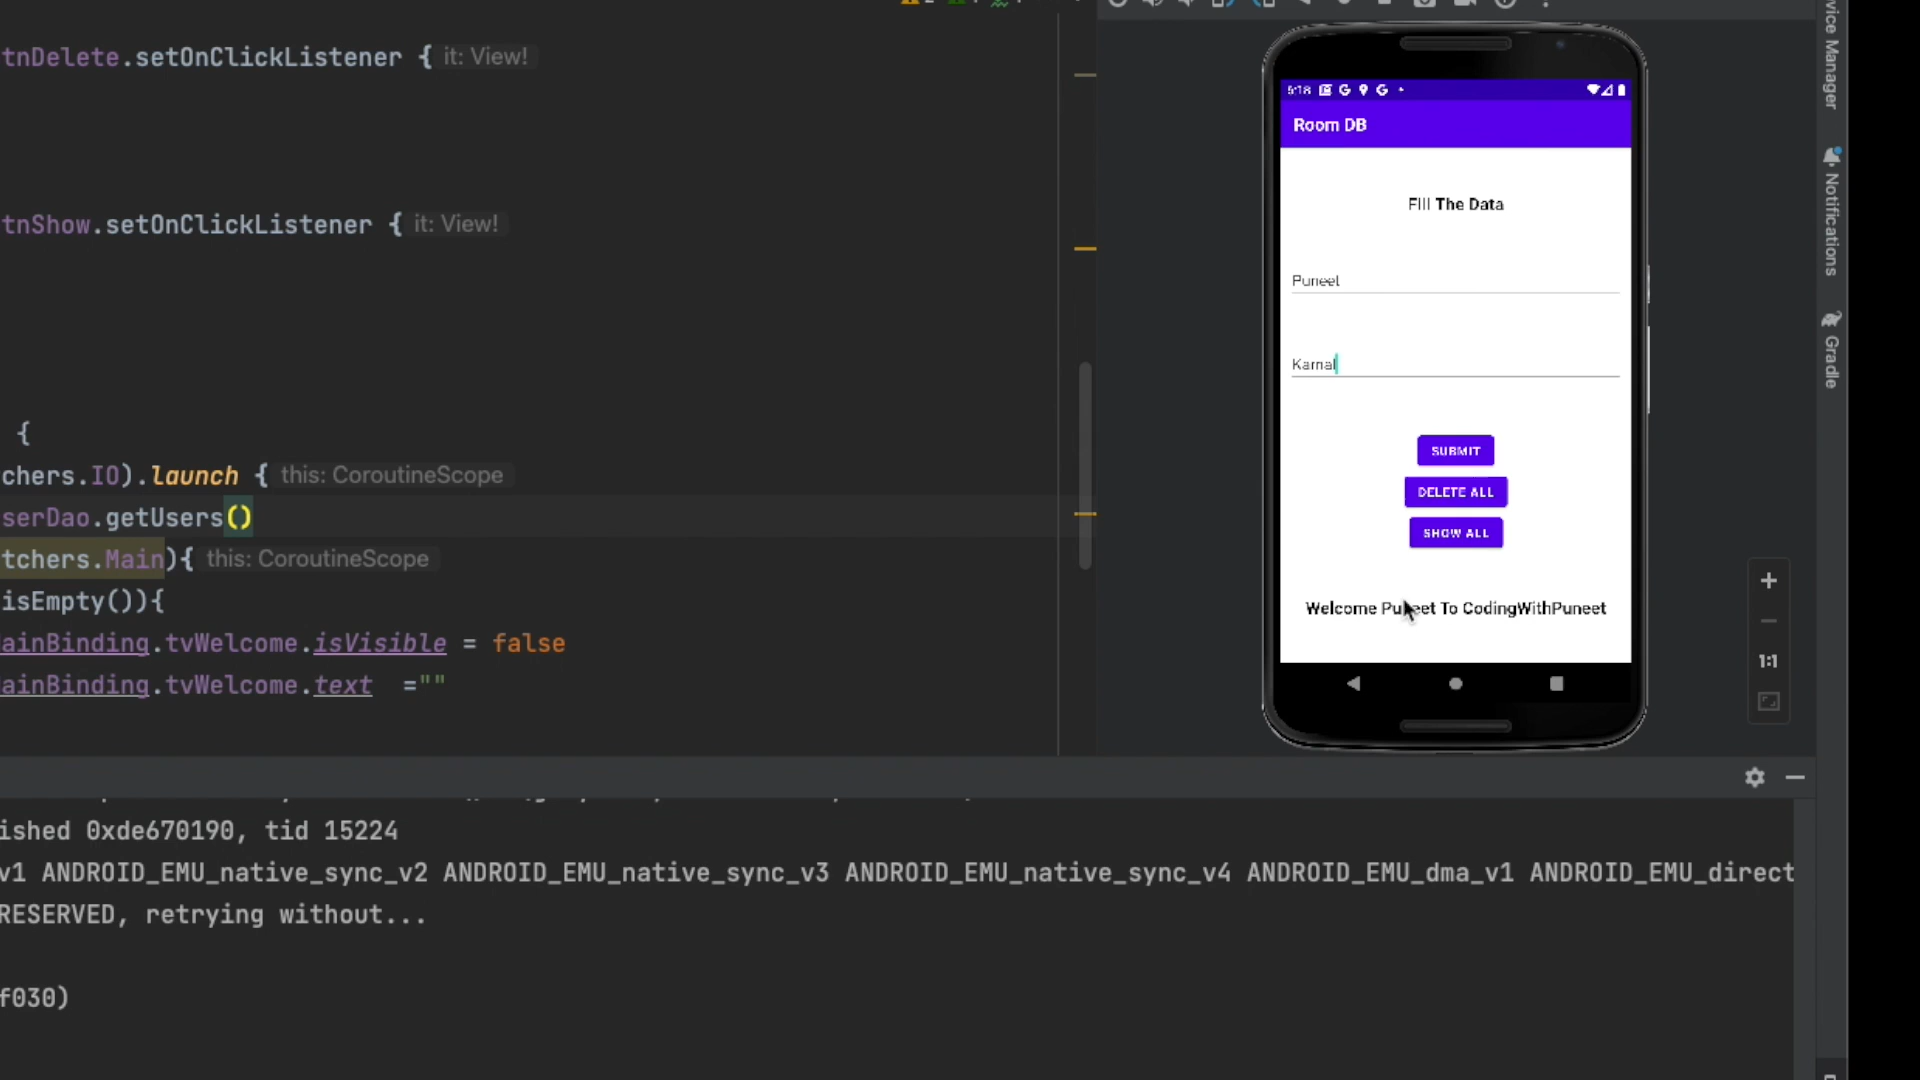 tnDelete.setOnClickListener { it: View!
tnShow.setOnClickListener { it: View!
{
chers.IO).launch { this: CoroutineScope
serDao.getUsers()
tchers.Main){ this: CoroutineScope
isEmpty()){
ainBinding.tvWelcome.isVisible = false
ainBinding.tvWelcome.text =""
ished 0xde670190, tid 15224
v1 ANDROID_EMU_native_sync_v2 ANDROID_EMU_native_sync_v3 ANDROID_EMU_native_sync_v4 ANDROID_EMU_dma_v1 ANDROID_EMU_direct
RESERVED, retrying without...
f030)
Room DB
Fill The Data
Puneet
Karnal
SUBMIT
DELETE ALL
SHOW ALL
Welcome Puneet To CodingWithPuneet
1:1
vice Manager
Notifications
Gradle